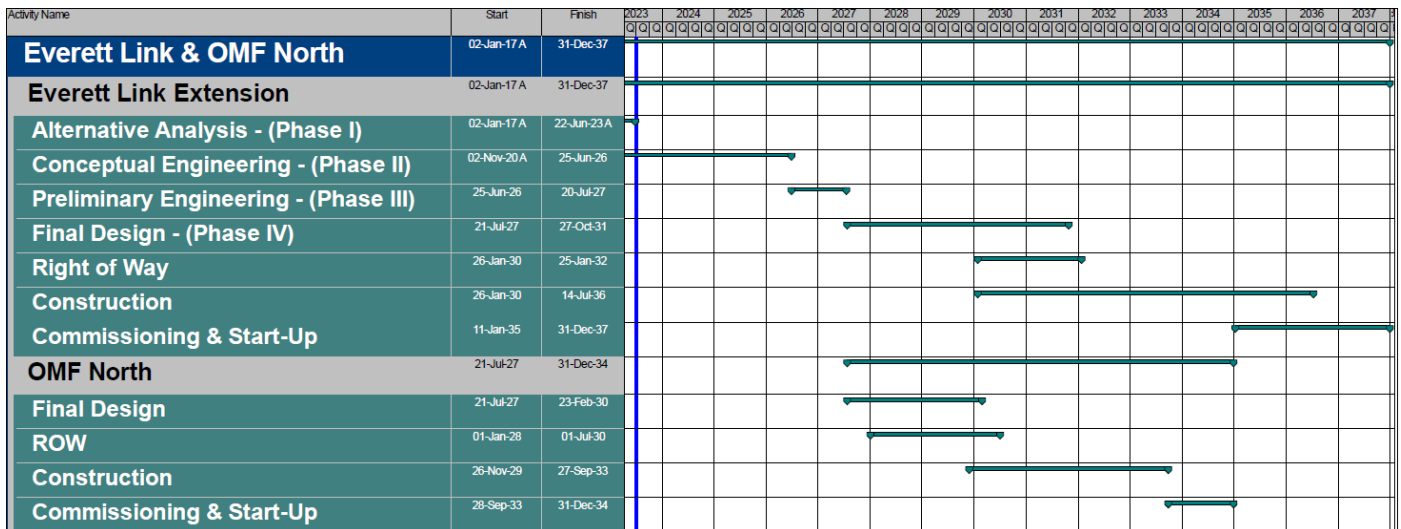 Activity Name Start Finish 2023 2024 2025 2026 2027 2028 2029 2030 2031 2032 2033 2034 2035 2036 2037
Q Q Q Q Q Q Q Q Q Q Q Q Q Q Q Q Q Q Q Q Q Q Q Q Q Q Q Q Q Q Q Q Q Q Q Q Q Q Q Q Q Q Q Q Q Q Q Q Q Q Q Q Q Q Q Q Q Q Q
Everett Link & OMF North 02-Jan-17 A 31-Dec-37
Everett Link Extension 02-Jan-17 A 31-Dec-37
Alternative Analysis - (Phase I) 02-Jan-17 A 22-Jun-23 A
Conceptual Engineering - (Phase II) 02-Nov-20 A 25-Jun-26
Preliminary Engineering - (Phase III) 25-Jun-26 20-Jul-27
Final Design - (Phase IV) 21-Jul-27 27-Oct-31
Right of Way 26-Jan-30 25-Jan-32
Construction 26-Jan-30 14-Jul-36
Commissioning & Start-Up 11-Jan-35 31-Dec-37
OMF North 21-Jul-27 31-Dec-34
Final Design 21-Jul-27 23-Feb-30
ROW 01-Jan-28 01-Jul-30
Construction 26-Nov-29 27-Sep-33
Commissioning & Start-Up 28-Sep-33 31-Dec-34